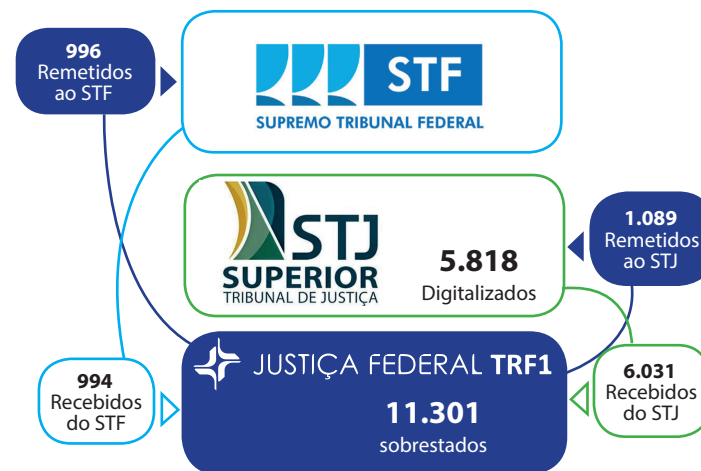 996
Remetidos
ao STF
STF
SUPREMO TRIBUNAL FEDERAL
STJ
SUPERIOR
TRIBUNAL DE JUSTIÇA
5.818
Digitalizados
1.089
Remetidos
ao STJ
JUSTIÇA FEDERAL TRF1
11.301
sobrestados
994
Recebidos
do STF
6.031
Recebidos
do STJ